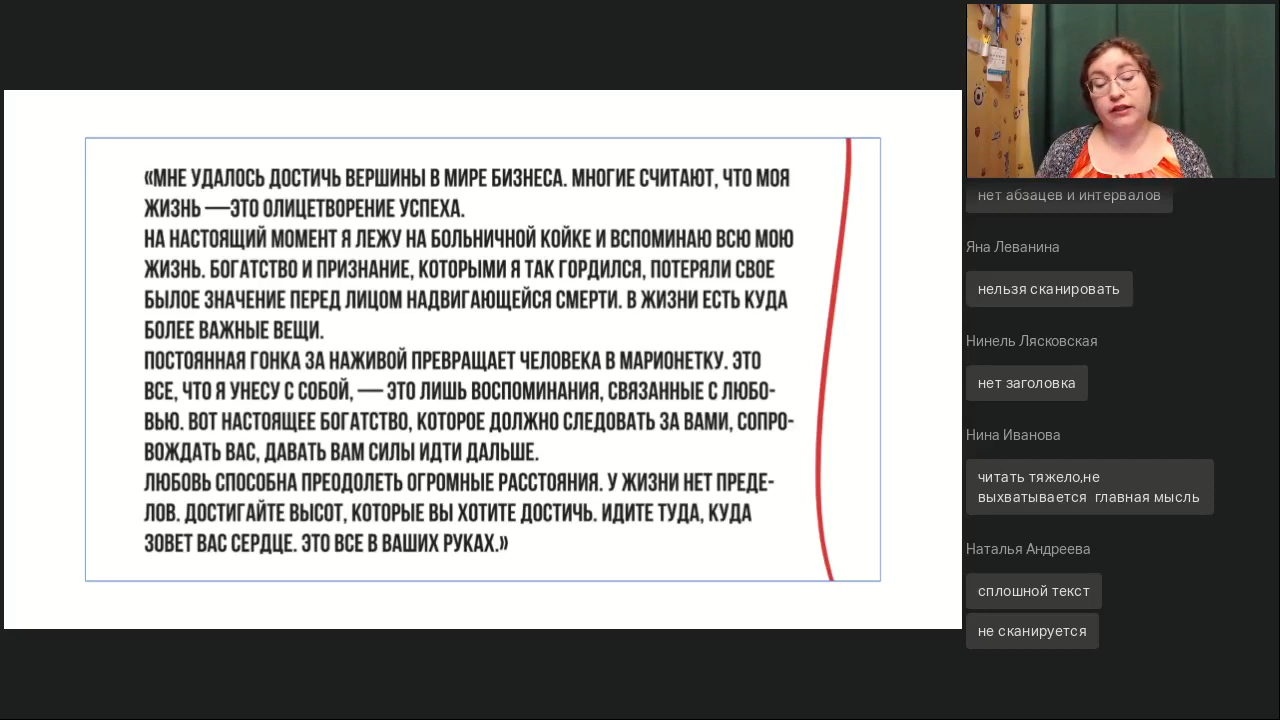 «МНЕ УДАЛОСЬ ДОСТИЧЬ ВЕРШИНЫ В МИРЕ БИЗНЕСА. МНОГИЕ СЧИТАЮТ, ЧТО МОЯ
ЖИЗНЬ —ЭТО ОЛИЦЕТВОРЕНИЕ УСПЕХА.
НА НАСТОЯЩИЙ МОМЕНТ Я ЛЕЖУ НА БОЛЬНИЧНОЙ КОЙКЕ И ВСПОМИНАЮ ВСЮ МОЮ
ЖИЗНЬ. БОГАТСТВО И ПРИЗНАНИЕ, КОТОРЫМИ Я ТАК ГОРДИЛСЯ, ПОТЕРЯЛИ СВОЕ
БЫЛОЕ ЗНАЧЕНИЕ ПЕРЕД ЛИЦОМ НАДВИГАЮЩЕЙСЯ СМЕРТИ. В ЖИЗНИ ЕСТЬ КУДА
БОЛЕЕ ВАЖНЫЕ ВЕЩИ.
ПОСТОЯННАЯ ГОНКА ЗА НАЖИВОЙ ПРЕВРАЩАЕТ ЧЕЛОВЕКА В МАРИОНЕТКУ. ЭТО
ВСЕ, ЧТО Я УНЕСУ С СОБОЙ, — ЭТО ЛИШЬ ВОСПОМИНАНИЯ, СВЯЗАННЫЕ С ЛЮБО-
ВЬЮ. ВОТ НАСТОЯЩЕЕ БОГАТСТВО, КОТОРОЕ ДОЛЖНО СЛЕДОВАТЬ ЗА ВАМИ, СОПРО-
ВОЖДАТЬ ВАС, ДАВАТЬ ВАМ СИЛЫ ИДТИ ДАЛЬШЕ.
ЛЮБОВЬ СПОСОБНА ПРЕОДОЛЕТЬ ОГРОМНЫЕ РАССТОЯНИЯ. У ЖИЗНИ НЕТ ПРЕДЕ-
ЛОВ. ДОСТИГАЙТЕ ВЫСОТ, КОТОРЫЕ ВЫ ХОТИТЕ ДОСТИЧЬ. ИДИТЕ ТУДА, КУДА
ЗОВЕТ ВАС СЕРДЦЕ. ЭТО ВСЕ В ВАШИХ РУКАХ.»
нет абзацев и интервалов
Яна Леванина
нельзя сканировать
Нинель Лясковская
нет заголовка
Нина Иванова
читать тяжело,не
выхватывается главная мысль
Наталья Андреева
сплошной текст
не сканируется